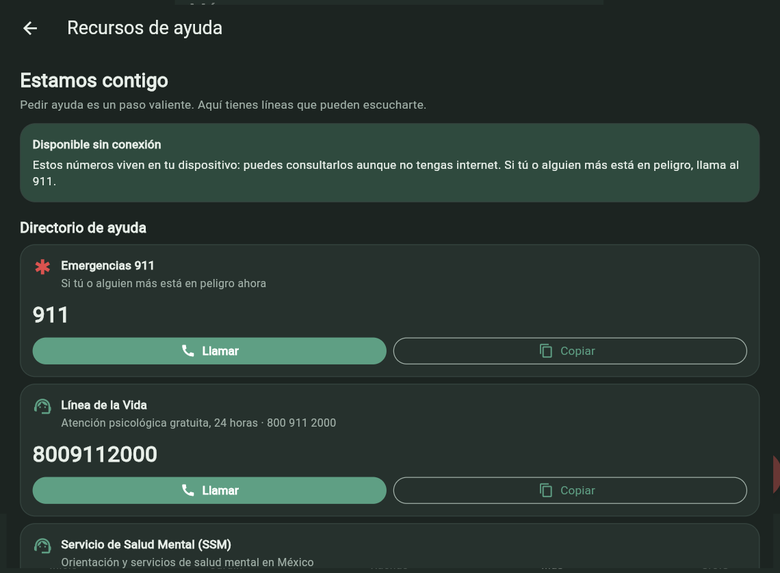 Recursos de ayuda
Estamos contigo
Pedir ayuda es un paso valiente. Aquí tienes líneas que pueden escucharte.
Disponible sin conexión
Estos números viven en tu dispositivo: puedes consultarlos aunque no tengas internet. Si tú o alguien más está en peligro, llama al
911.
Directorio de ayuda
Emergencias 911
Si tú o alguien más está en peligro ahora
911
Llamar
Copiar
Línea de la Vida
Atención psicológica gratuita, 24 horas · 800 911 2000
8009112000
Llamar
Copiar
Servicio de Salud Mental (SSM)
Orientación y servicios de salud mental en México